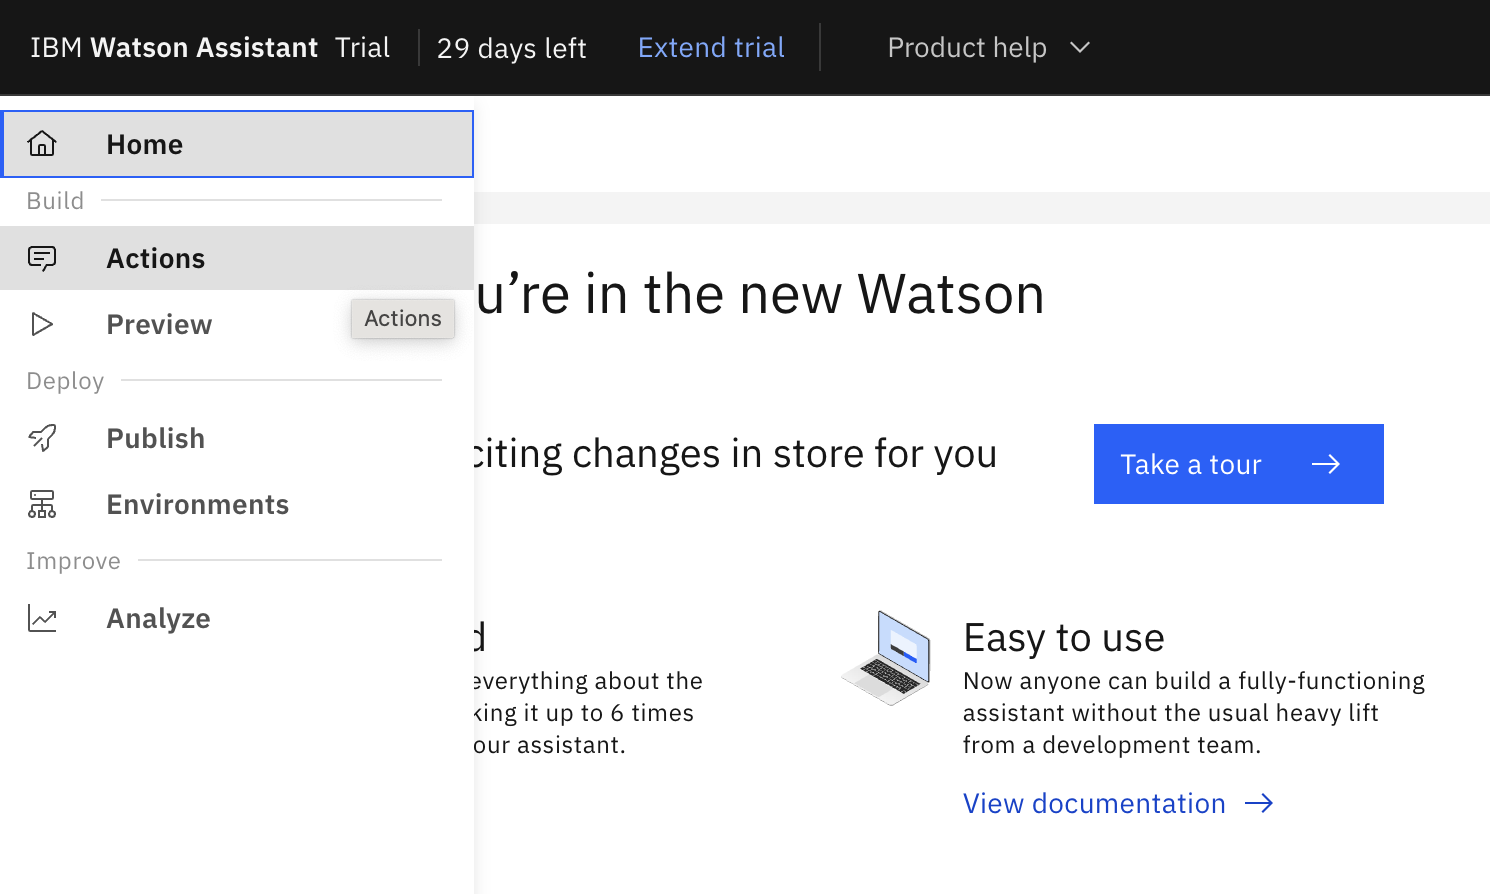 IBM Watson Assistant Trial 29 days left Extend trial Product help
Home
Build
Actions
Preview
Actions
Deploy
Publish
Environments
Improve
Analyze
u’re in the new Watson
citing changes in store for you
Take a tour
d
everything about the
king it up to 6 times
our assistant.
Easy to use
Now anyone can build a fully-functioning
assistant without the usual heavy lift
from a development team.
View documentation